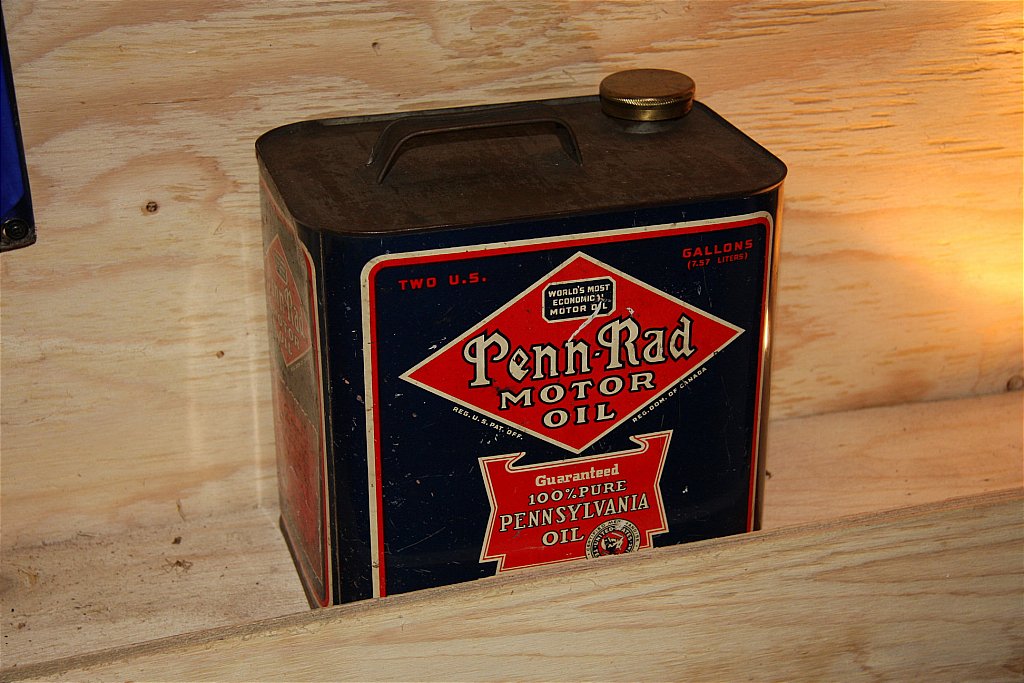 TWO U.S.
GALLONS
(7.57 LITERS)
WORLD'S MOST
ECONOMICAL
MOTOR OIL
Penn-Rad
MOTOR
OIL
REG. U.S. PAT. OFF.
REG. DOM. OF CANADA
Guaranteed
100% PURE
PENNSYLVANIA
OIL